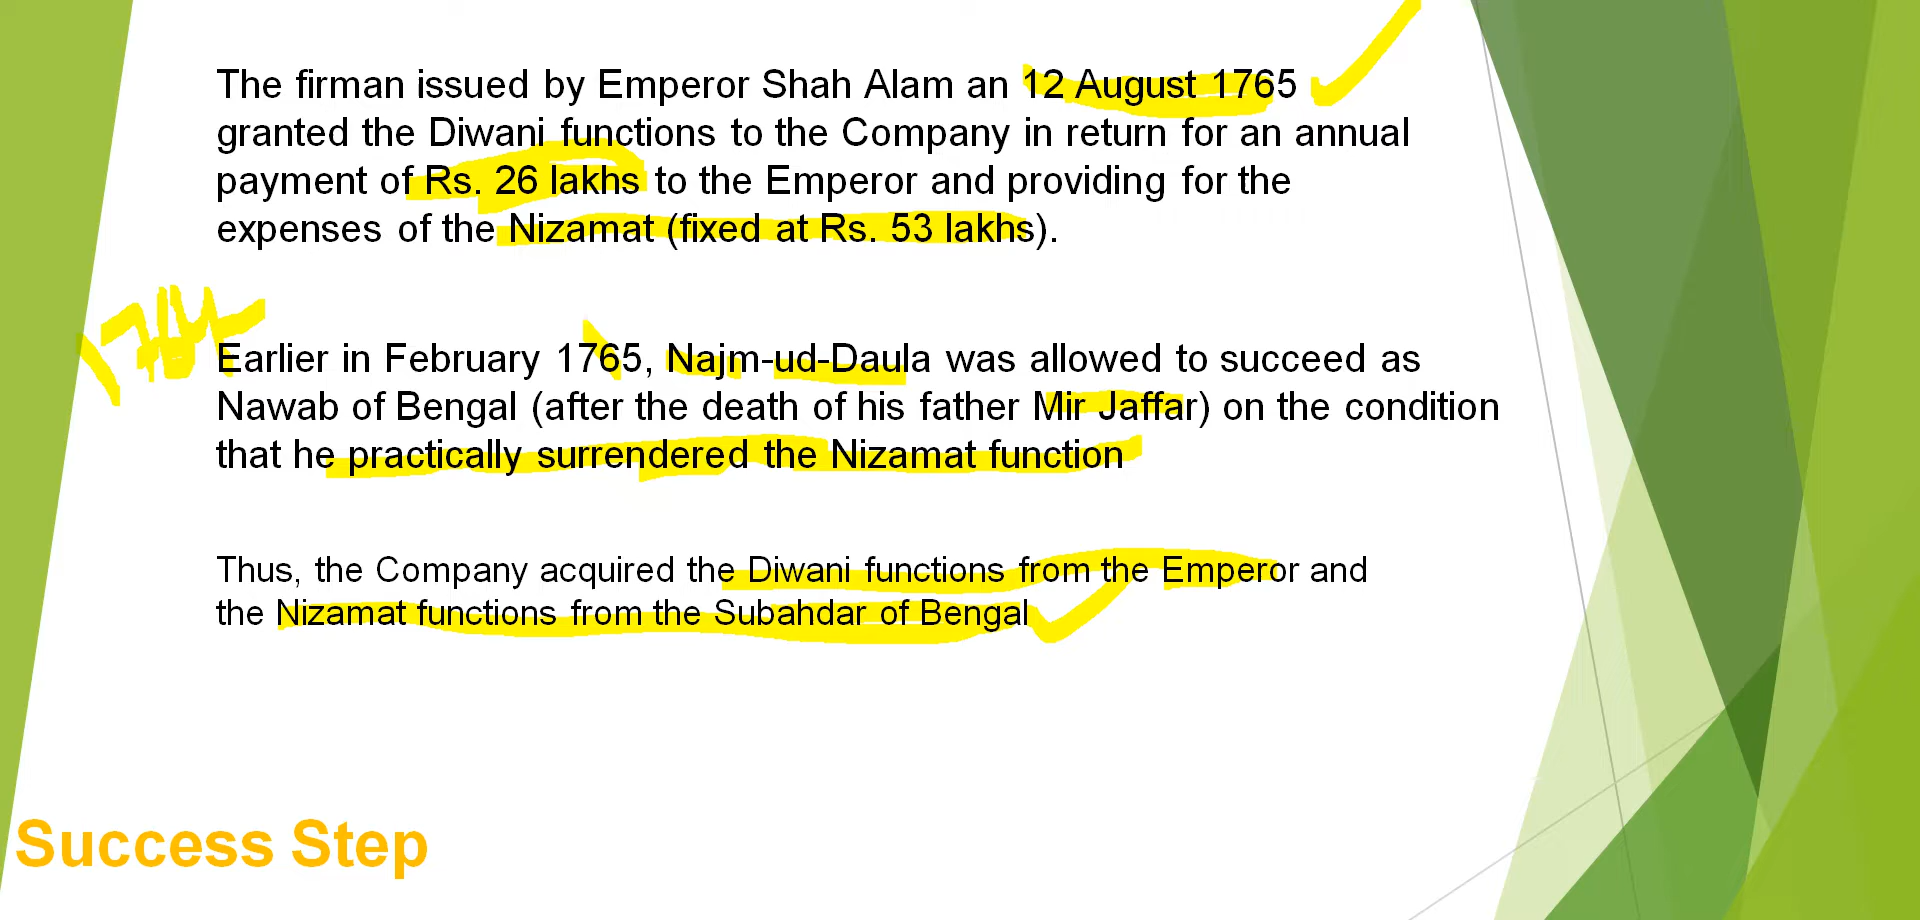 The firman issued by Emperor Shah Alam an 12 August 1765
granted the Diwani functions to the Company in return for an annual
payment of Rs. 26 lakhs to the Emperor and providing for the
expenses of the Nizamat (fixed at Rs. 53 lakhs).
Earlier in February 1765, Najm-ud-Daula was allowed to succeed as
Nawab of Bengal (after the death of his father Mir Jaffar) on the condition
that he practically surrendered the Nizamat function
Thus, the Company acquired the Diwani functions from the Emperor and
the Nizamat functions from the Subahdar of Bengal
Success Step